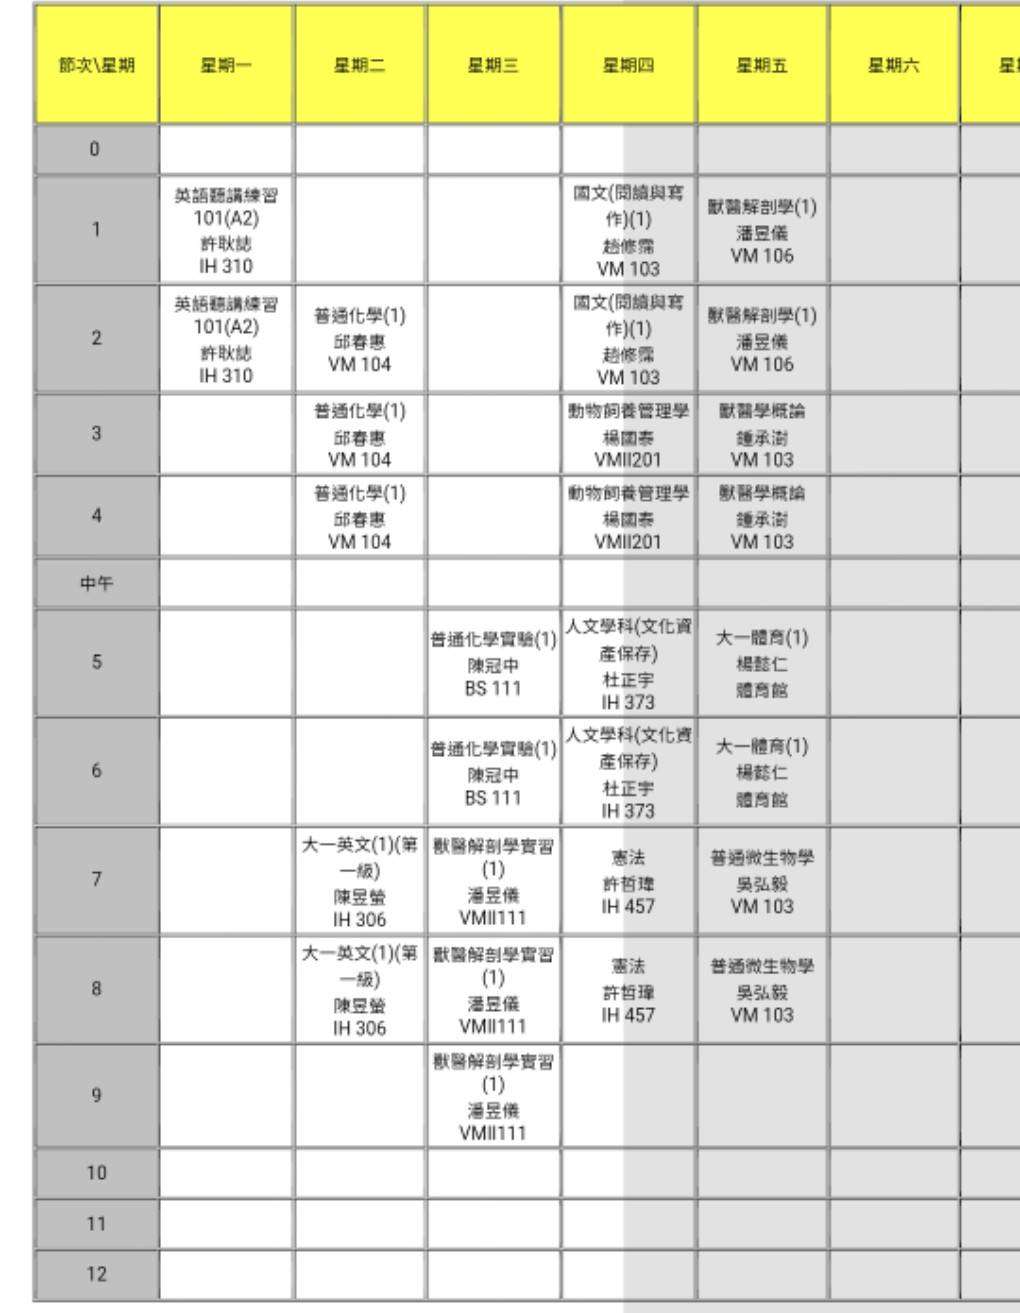 節次\星期 星期一 星期二 星期三 星期四 星期五 星期六 星
0
1
英語聽講練習
101(A2)
許耿誌
IH 310
國文(閱讀與寫
作)(1)
趙修霈
VM 103
獸醫解剖學(1)
潘昱儀
VM 106
2
英語聽講練習
101(A2)
許耿誌
IH 310
普通化學(1)
邱春惠
VM 104
國文(閱讀與寫
作)(1)
趙修霈
VM 103
獸醫解剖學(1)
潘昱儀
VM 106
3
普通化學(1)
邱春惠
VM 104
動物飼養管理學
楊國泰
VMII201
獸醫學概論
鍾承澍
VM 103
4
普通化學(1)
邱春惠
VM 104
動物飼養管理學
楊國泰
VMII201
獸醫學概論
鍾承澍
VM 103
中午
5
普通化學實驗(1)
陳冠中
BS 111
人文學科(文化資
產保存)
杜正宇
IH 373
大一體育(1)
楊懿仁
體育館
6
普通化學實驗(1)
陳冠中
BS 111
人文學科(文化資
產保存)
杜正宇
IH 373
大一體育(1)
楊懿仁
體育館
7
大一英文(1)(第
一級)
陳昱螢
IH 306
獸醫解剖學實習
(1)
潘昱儀
VMII111
憲法
許哲瑋
IH 457
普通微生物學
吳弘毅
VM 103
8
大一英文(1)(第
一級)
陳昱螢
IH 306
獸醫解剖學實習
(1)
潘昱儀
VMII111
憲法
許哲瑋
IH 457
普通微生物學
吳弘毅
VM 103
9
獸醫解剖學實習
(1)
潘昱儀
VMII111
10
11
12